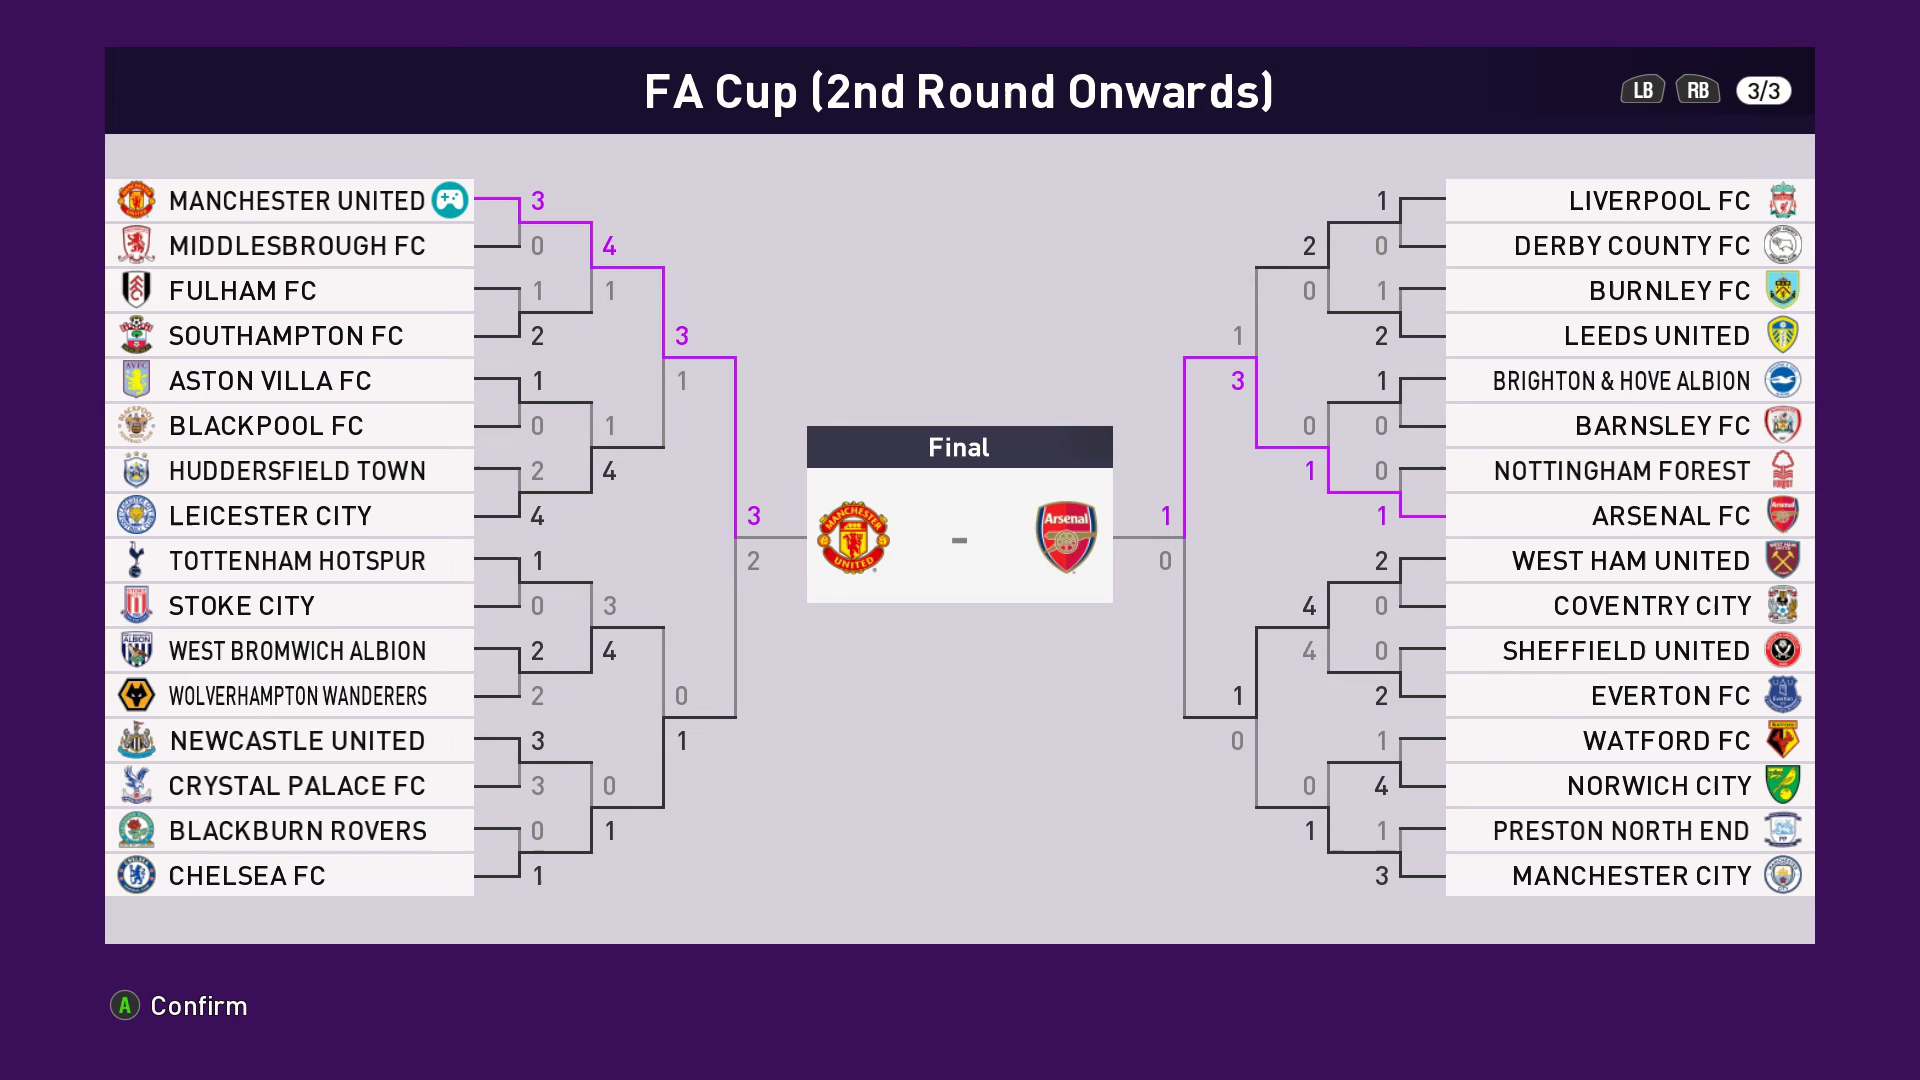 FA Cup (2nd Round Onwards)
LB RB 3/3
MANCHESTER UNITED 3
MIDDLESBROUGH FC 0
4
FULHAM FC 1
1
SOUTHAMPTON FC 2
3
ASTON VILLA FC 1
1
BLACKPOOL FC 0
1
HUDDERSFIELD TOWN 2
4
LEICESTER CITY 4
3
TOTTENHAM HOTSPUR 1
2
STOKE CITY 0
3
WEST BROMWICH ALBION 2
4
WOLVERHAMPTON WANDERERS 2
0
NEWCASTLE UNITED 3
1
CRYSTAL PALACE FC 3
0
BLACKBURN ROVERS 0
1
CHELSEA FC 1
Final
MANCHESTER
UNITED
-
Arsenal
1 LIVERPOOL FC
2
0 DERBY COUNTY FC
0
1 BURNLEY FC
1
2 LEEDS UNITED
3
1 BRIGHTON & HOVE ALBION
0
0 BARNSLEY FC
1
0 NOTTINGHAM FOREST
1
1 ARSENAL FC
0
2 WEST HAM UNITED
4
0 COVENTRY CITY
4
0 SHEFFIELD UNITED
1
2 EVERTON FC
0
1 WATFORD FC
0
4 NORWICH CITY
1
1 PRESTON NORTH END
3 MANCHESTER CITY
A Confirm